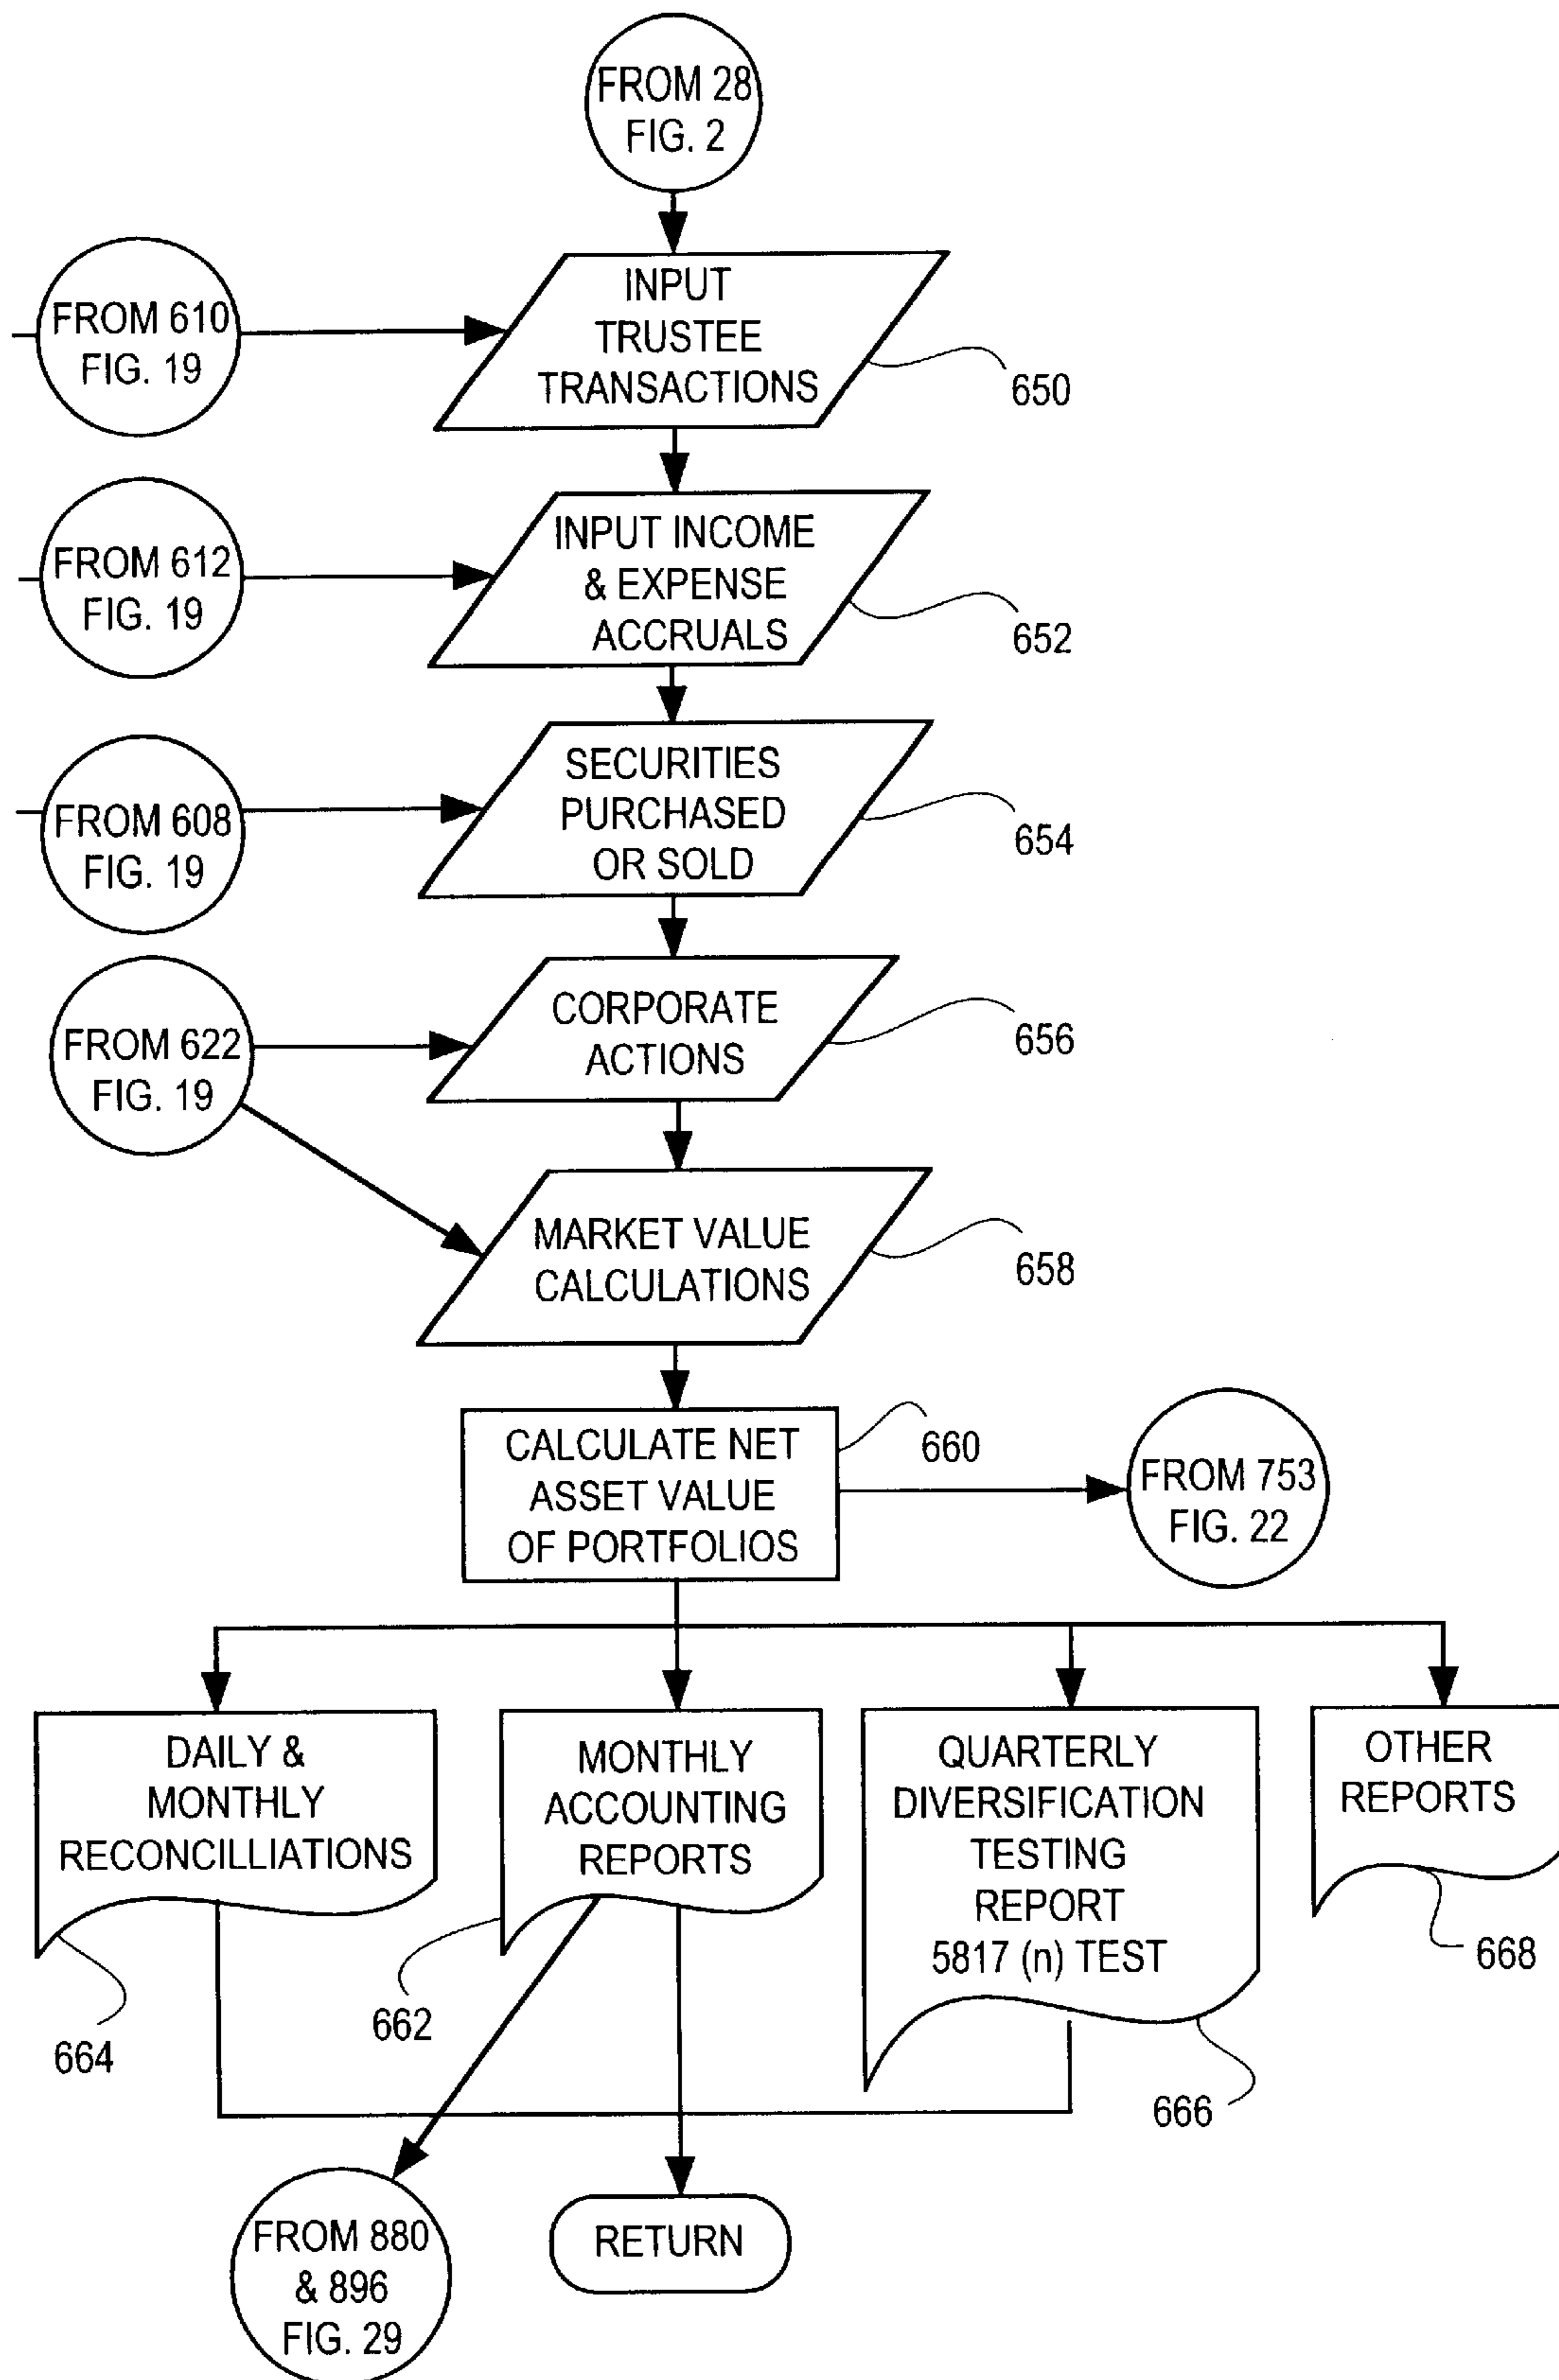 FROM 28
FIG. 2
FROM 610
FIG. 19
INPUT
TRUSTEE
TRANSACTIONS
650
FROM 612
FIG. 19
INPUT INCOME
& EXPENSE
ACCRUALS
652
FROM 608
FIG. 19
SECURITIES
PURCHASED
OR SOLD
654
FROM 622
FIG. 19
CORPORATE
ACTIONS
656
MARKET VALUE
CALCULATIONS
658
CALCULATE NET
ASSET VALUE
OF PORTFOLIOS
660
FROM 753
FIG. 22
DAILY &
MONTHLY
RECONCILLIATIONS
664
MONTHLY
ACCOUNTING
REPORTS
662
QUARTERLY
DIVERSIFICATION
TESTING
REPORT
5817 (n) TEST
666
OTHER
REPORTS
668
FROM 880
& 896
FIG. 29
RETURN